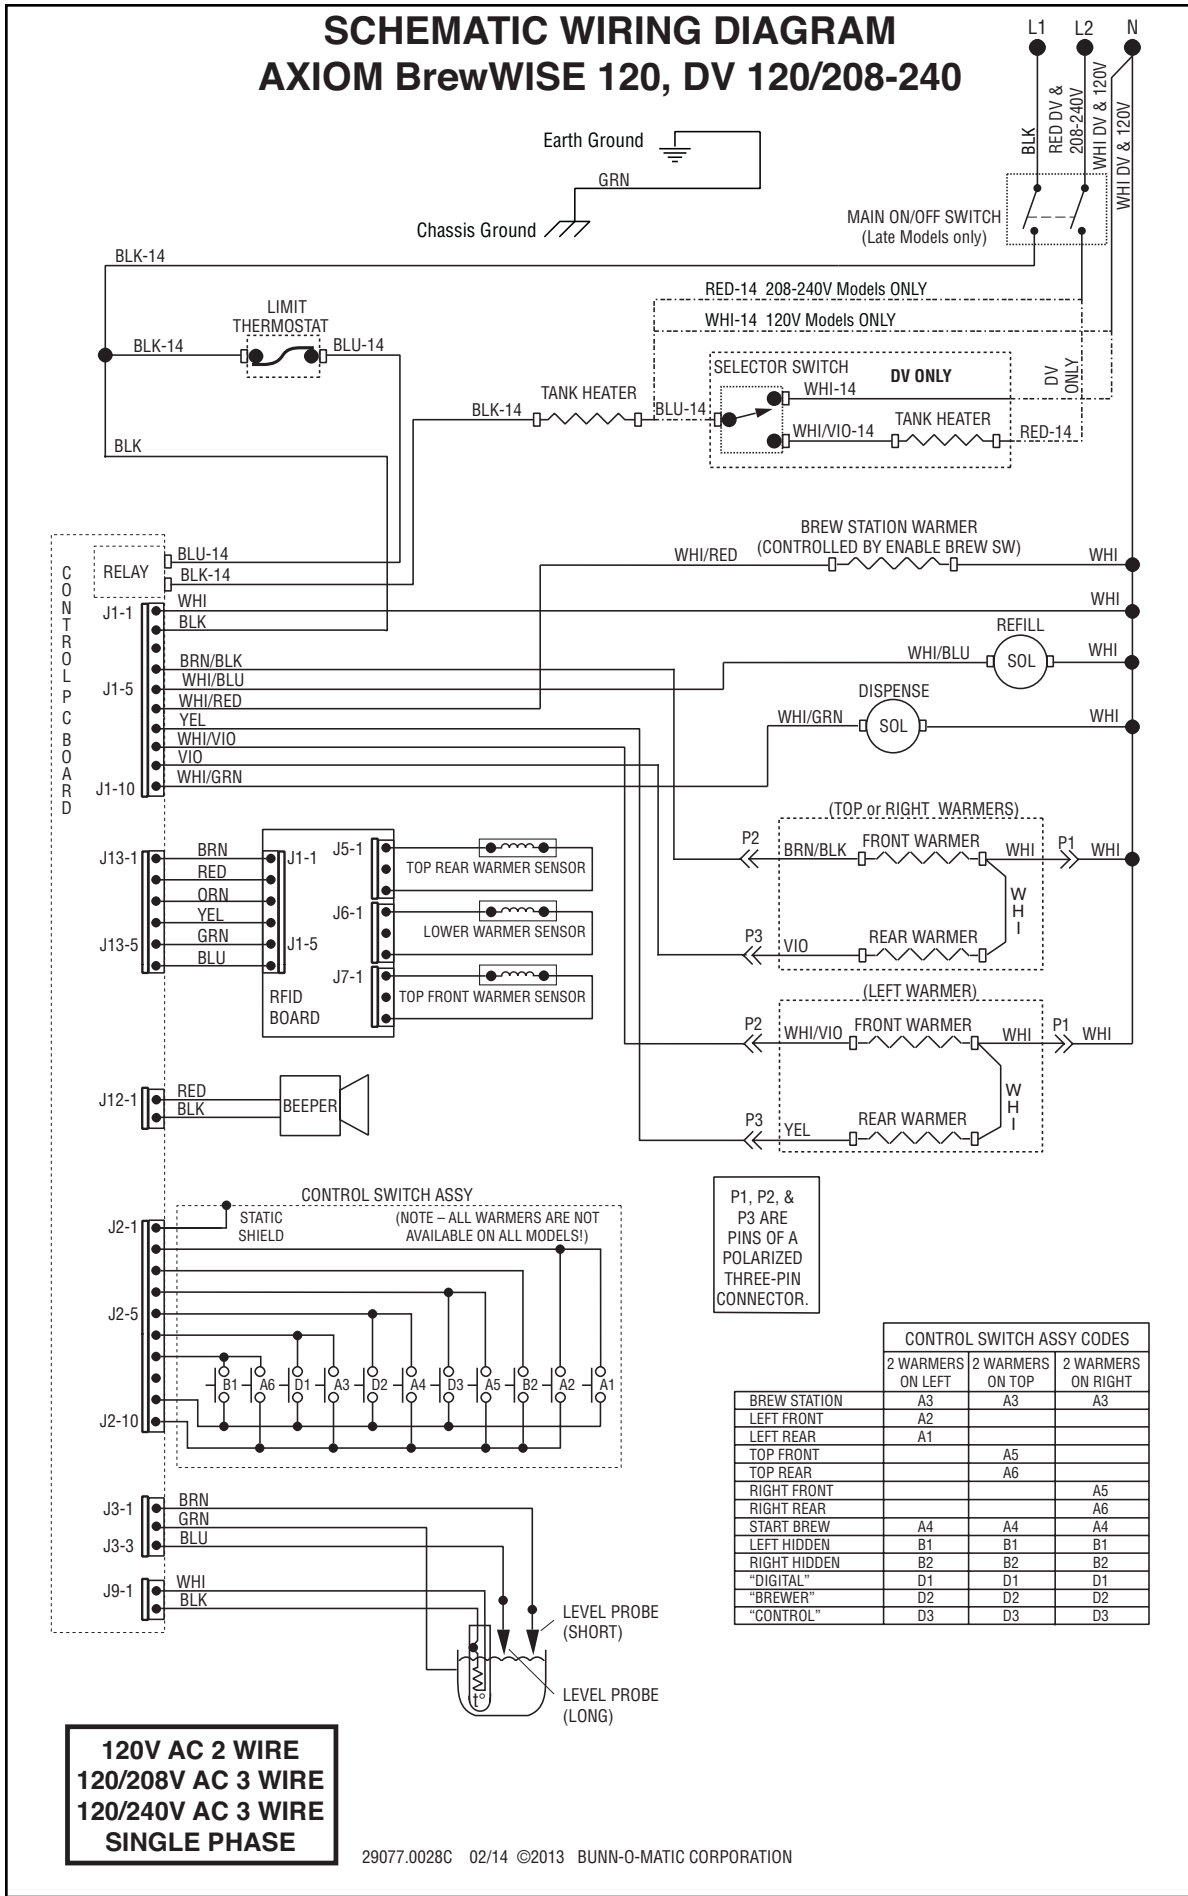 SCHEMATIC WIRING DIAGRAM
AXIOM BrewWISE 120, DV 120/208-240
L1
L2
N
BLK
RED DV &
208-240V
WHI DV & 120V
WHI DV & 120V
Earth Ground
GRN
Chassis Ground
MAIN ON/OFF SWITCH
(Late Models only)
BLK-14
RED-14 208-240V Models ONLY
WHI-14 120V Models ONLY
LIMIT
THERMOSTAT
BLK-14
BLU-14
SELECTOR SWITCH
DV ONLY
DV
ONLY
WHI-14
TANK HEATER
BLK-14
BLU-14
TANK HEATER
WHI/VIO-14
RED-14
BLK
CONTROL PC BOARD
RELAY
BLU-14
BLK-14
BREW STATION WARMER
(CONTROLLED BY ENABLE BREW SW)
WHI/RED
WHI
J1-1
WHI
WHI
BLK
REFILL
BRN/BLK
WHI/BLU
SOL
WHI
J1-5
WHI/BLU
WHI/RED
DISPENSE
YEL
WHI/GRN
SOL
WHI
WHI/VIO
VIO
J1-10
WHI/GRN
(TOP or RIGHT WARMERS)
P2
BRN/BLK
FRONT WARMER
WHI
P1
WHI
WHI
P3
VIO
REAR WARMER
J13-1
BRN
J1-1
J5-1
RED
TOP REAR WARMER SENSOR
ORN
J6-1
YEL
LOWER WARMER SENSOR
J13-5
GRN
J1-5
BLU
J7-1
RFID
BOARD
TOP FRONT WARMER SENSOR
(LEFT WARMER)
P2
WHI/VIO
FRONT WARMER
WHI
P1
WHI
WHI
P3
YEL
REAR WARMER
J12-1
RED
BLK
BEEPER
P1, P2, &
P3 ARE
PINS OF A
POLARIZED
THREE-PIN
CONNECTOR.
CONTROL SWITCH ASSY
J2-1
STATIC
SHIELD
(NOTE – ALL WARMERS ARE NOT
AVAILABLE ON ALL MODELS!)
J2-5
B1 A6 D1 A3 D2 A4 D3 A5 B2 A2 A1
J2-10
CONTROL SWITCH ASSY CODES
2 WARMERS ON LEFT 2 WARMERS ON TOP 2 WARMERS ON RIGHT
BREW STATION A3 A3 A3
LEFT FRONT A2
LEFT REAR A1
TOP FRONT A5
TOP REAR A6
RIGHT FRONT A5
RIGHT REAR A6
START BREW A4 A4 A4
LEFT HIDDEN B1 B1 B1
RIGHT HIDDEN B2 B2 B2
“DIGITAL” D1 D1 D1
“BREWER” D2 D2 D2
“CONTROL” D3 D3 D3
J3-1
BRN
GRN
J3-3
BLU
J9-1
WHI
BLK
LEVEL PROBE
(SHORT)
t°
LEVEL PROBE
(LONG)
120V AC 2 WIRE
120/208V AC 3 WIRE
120/240V AC 3 WIRE
SINGLE PHASE
29077.0028C 02/14 ©2013 BUNN-O-MATIC CORPORATION